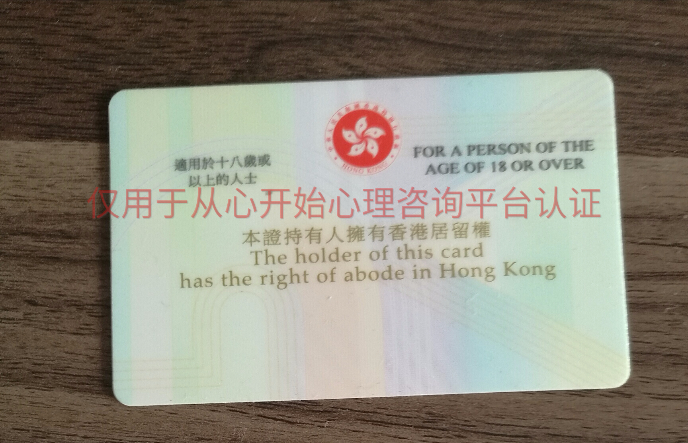 HONG KONG
適用於十八歲或
以上的人士
FOR A PERSON OF THE
AGE OF 18 OR OVER
仅用于从心开始心理咨询平台认证
本證持有人擁有香港居留權
The holder of this card
has the right of abode in Hong Kong